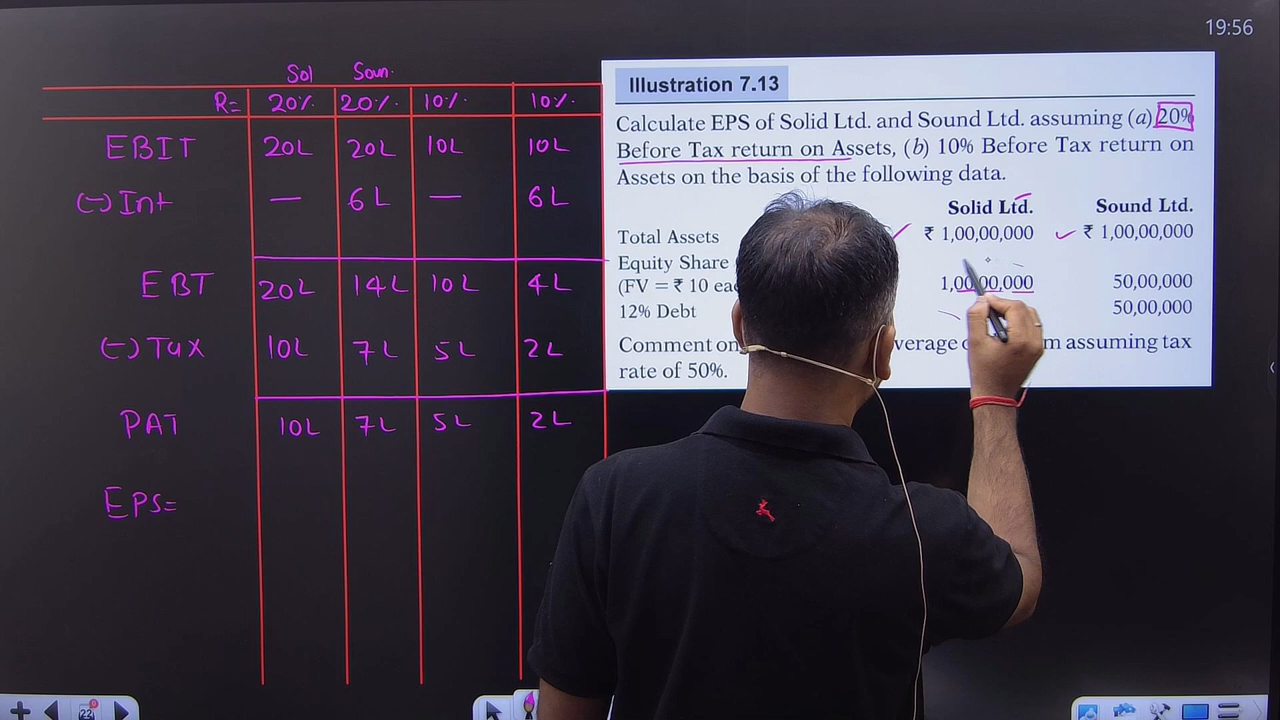 19:56
Sol Soun.
R= 20% 20% 10% 10%
EBIT 20L 20L 10L 10L
(-) Int — 6L — 6L
EBT 20L 14L 10L 4L
(-) Tax 10L 7L 5L 2L
PAT 10L 7L 5L 2L
EPS=
Illustration 7.13
Calculate EPS of Solid Ltd. and Sound Ltd. assuming (a) 20%
Before Tax return on Assets, (b) 10% Before Tax return on
Assets on the basis of the following data.
Solid Ltd. Sound Ltd.
Total Assets ₹ 1,00,00,000 ₹ 1,00,00,000
Equity Share
(FV = ₹ 10 1,00,00,000 50,00,000
12% Debt 50,00,000
Comment on assuming tax
rate of 50%.
22